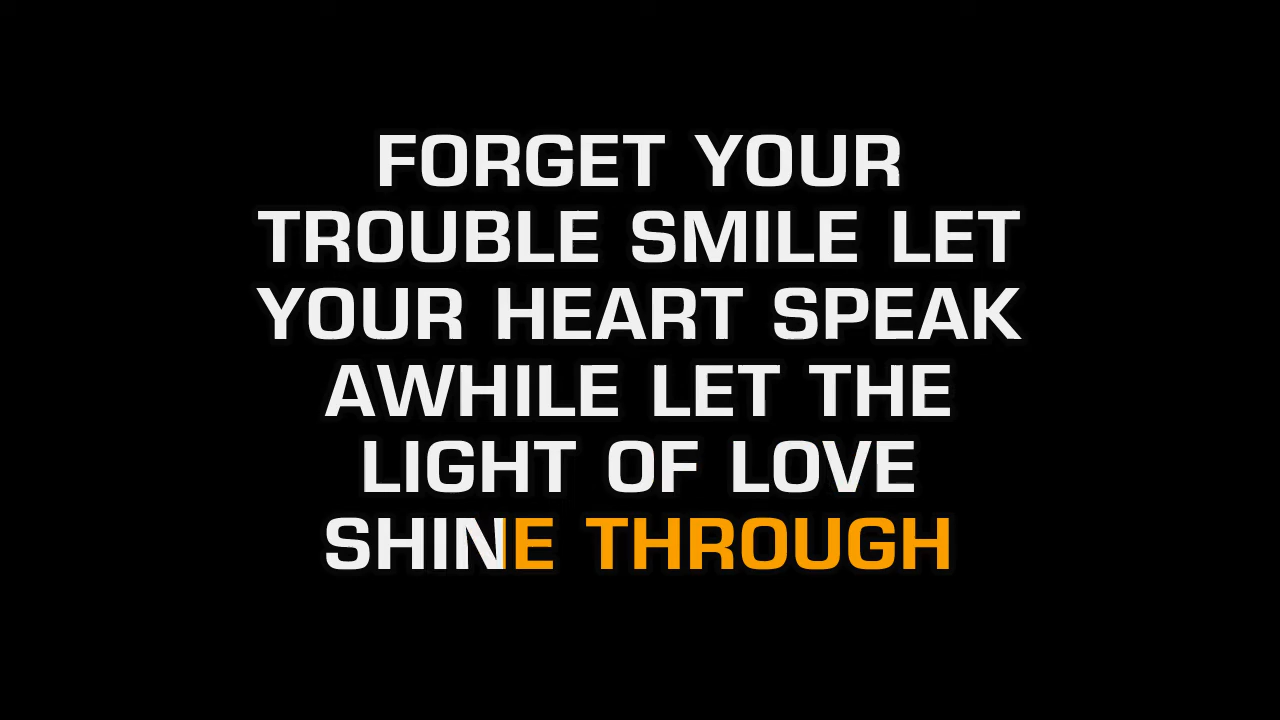 FORGET YOUR
TROUBLE SMILE LET
YOUR HEART SPEAK
AWHILE LET THE
LIGHT OF LOVE
SHINE THROUGH